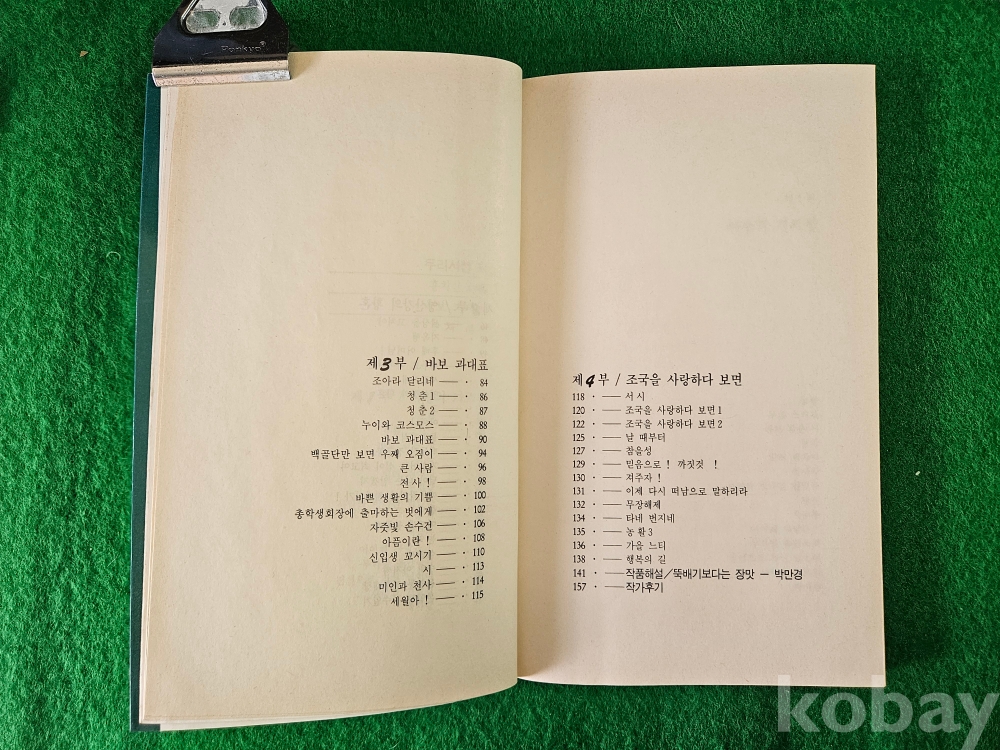 제3부 / 바보 과대표
조아라 달리네 —— · 84
청춘1 —— · 86
청춘2 —— · 87
누이와 코스모스 —— · 88
바보 과대표 —— · 90
백골단만 보면 우째 오짐이 —— · 94
큰 사람 —— · 96
전사 ! —— · 98
바쁜 생활의 기쁨 —— · 100
총학생회장에 출마하는 벗에게 —— · 102
자줏빛 손수건 —— · 106
아픔이란 ! —— · 108
신입생 꼬시기 —— · 110
시 —— · 113
미인과 천사 —— · 114
세월아 ! —— · 115
제4부 / 조국을 사랑하다 보면
118 · —— 서시
120 · —— 조국을 사랑하다 보면1
122 · —— 조국을 사랑하다 보면2
125 · —— 날 때부터
127 · —— 참을성
129 · —— 믿음으로 ! 까짓것 !
130 · —— 져주자 !
131 · —— 이제 다시 떠남으로 말하리라
132 · —— 무장해제
134 · —— 타네 번지네
135 · —— 농활3
136 · —— 가을 느티
138 · —— 행복의 길
141 · —— 작품해설/뚝배기보다는 장맛 — 박만경
157 · —— 작가후기
kobay